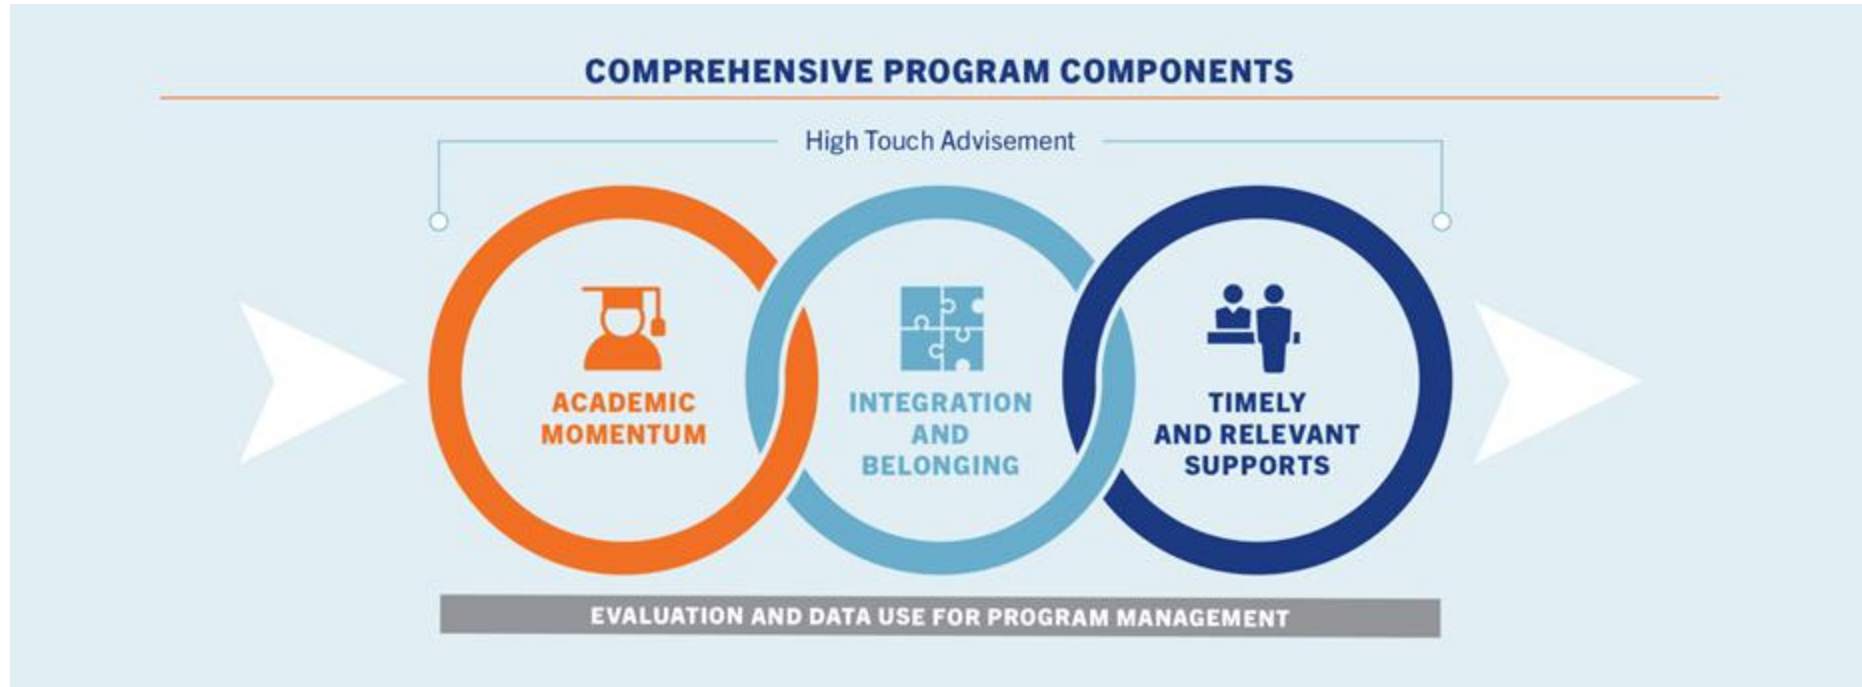 COMPREHENSIVE PROGRAM COMPONENTS
High Touch Advisement
ACADEMIC
MOMENTUM
INTEGRATION
AND
BELONGING
TIMELY
AND RELEVANT
SUPPORTS
EVALUATION AND DATA USE FOR PROGRAM MANAGEMENT